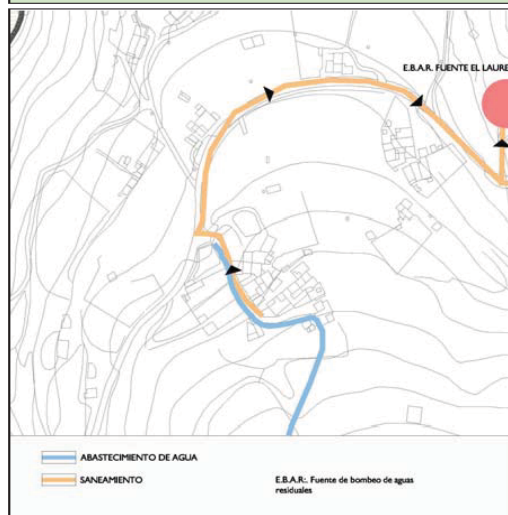 E.B.A.R. FUENTE EL LAURE
ABASTECIMIENTO DE AGUA
SANEAMIENTO
E.B.A.R:. Fuente de bombeo de aguas
residuales